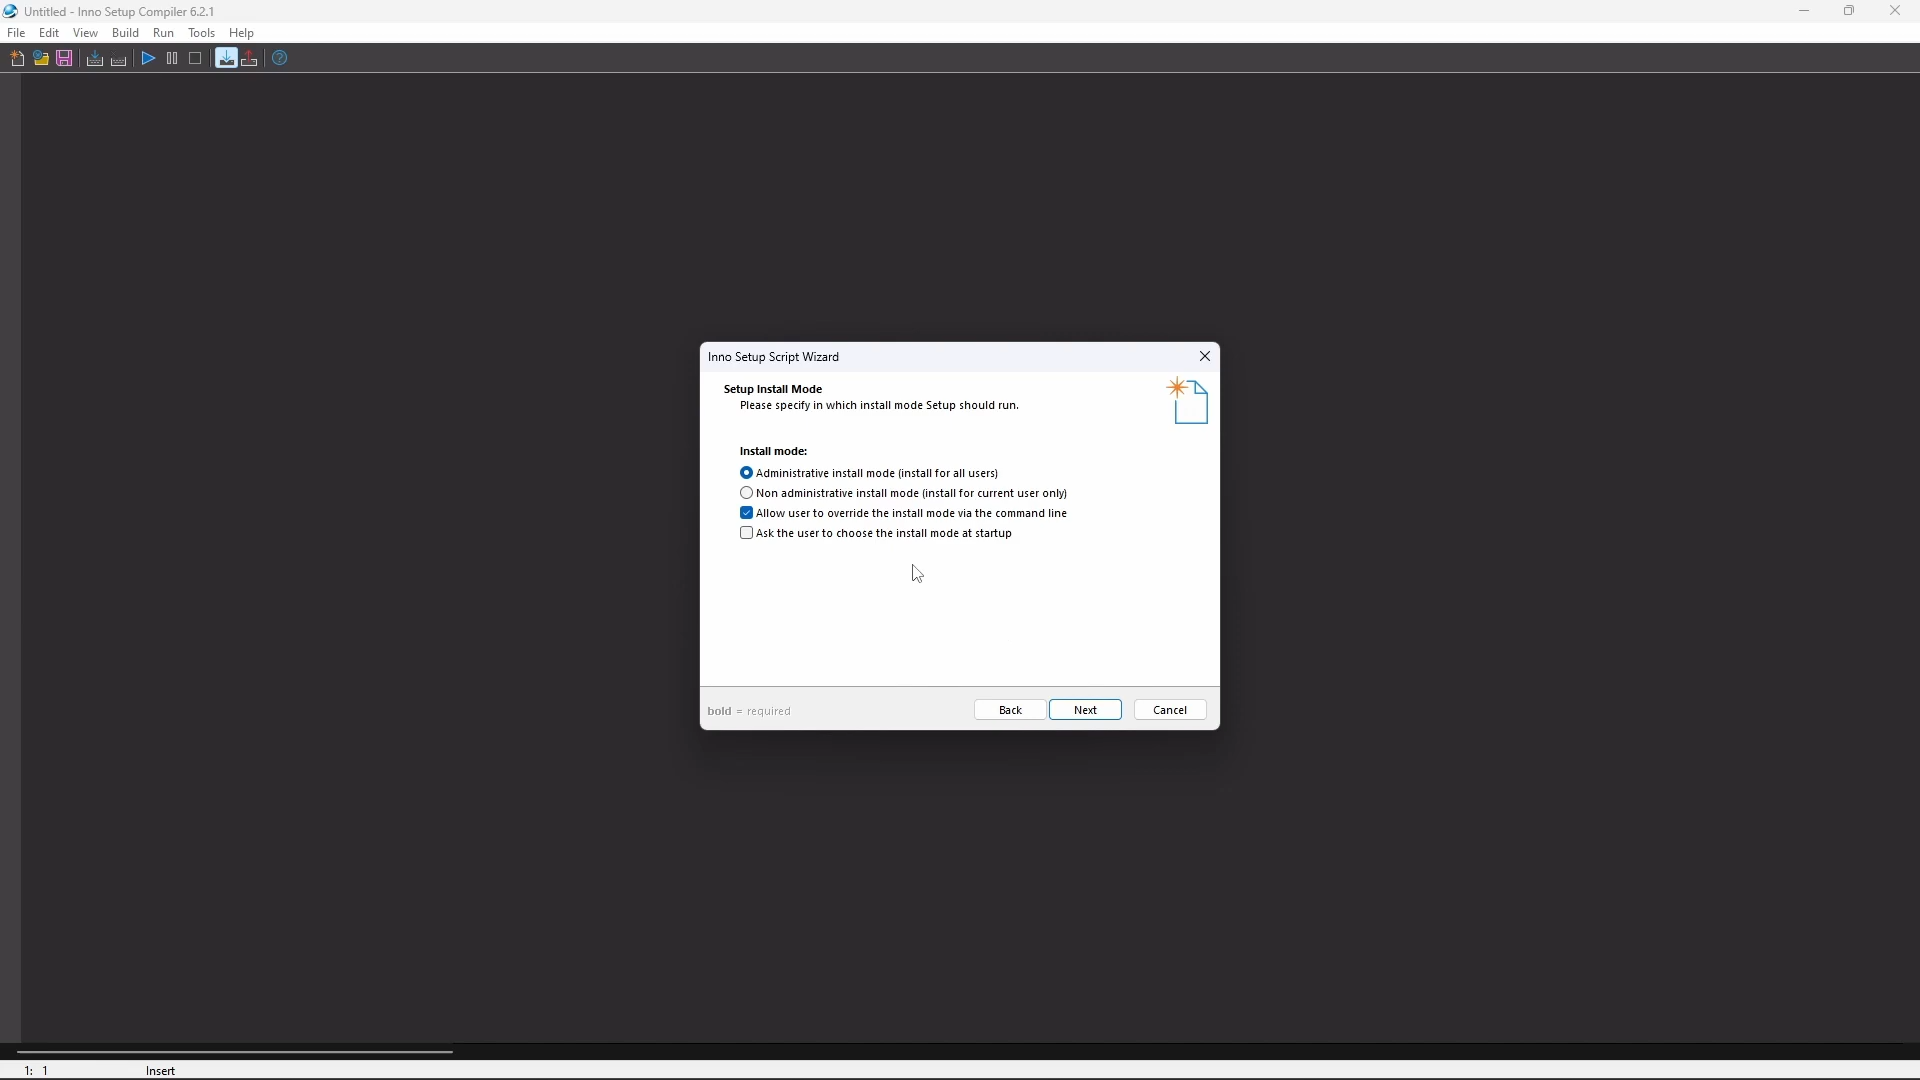 Untitled - Inno Setup Compiler 6.2.1
File Edit View Build Run Tools Help
Inno Setup Script Wizard
Setup Install Mode
Please specify in which install mode Setup should run.
Install mode:
Administrative install mode (install for all users)
Non administrative install mode (install for current user only)
Allow user to override the install mode via the command line
Ask the user to choose the install mode at startup
bold = required
Back Next Cancel
1: 1 Insert